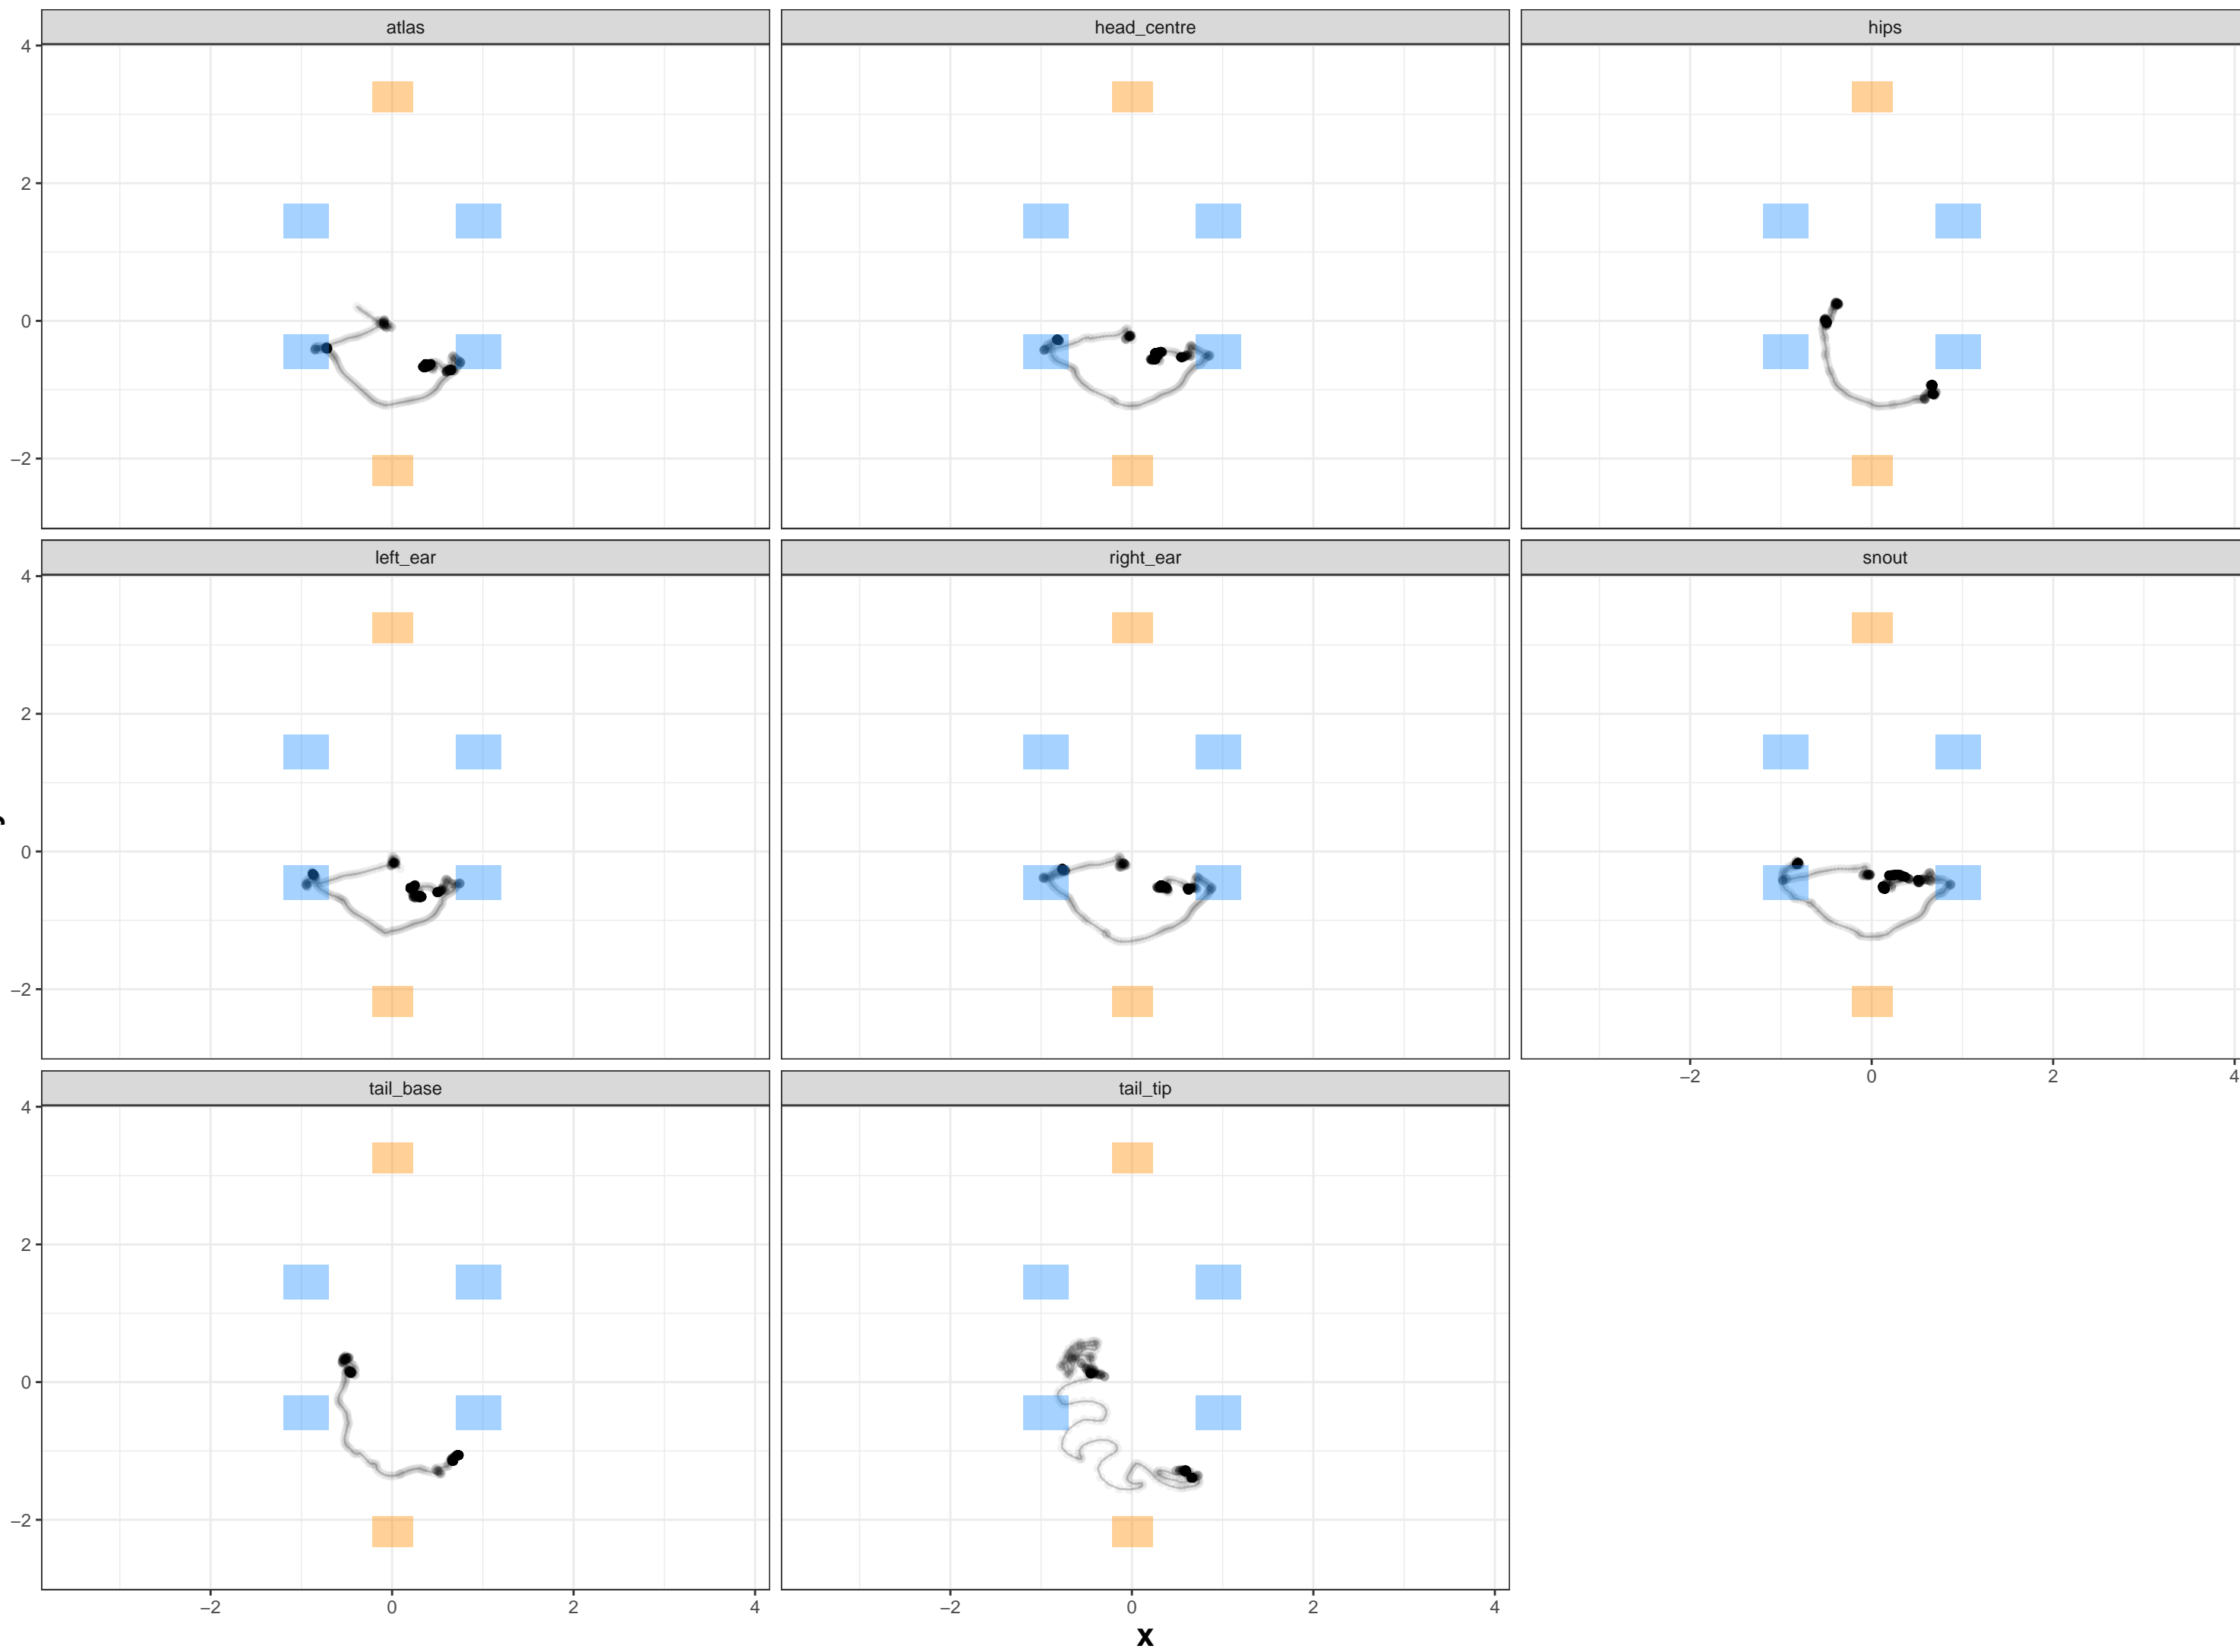 atlas head_centre hips
4
2
0
−2
left_ear right_ear snout
4
2
0
−2
−2 0 2 4
tail_base tail_tip
4
2
0
−2
−2 0 2 4 −2 0 2 4
x